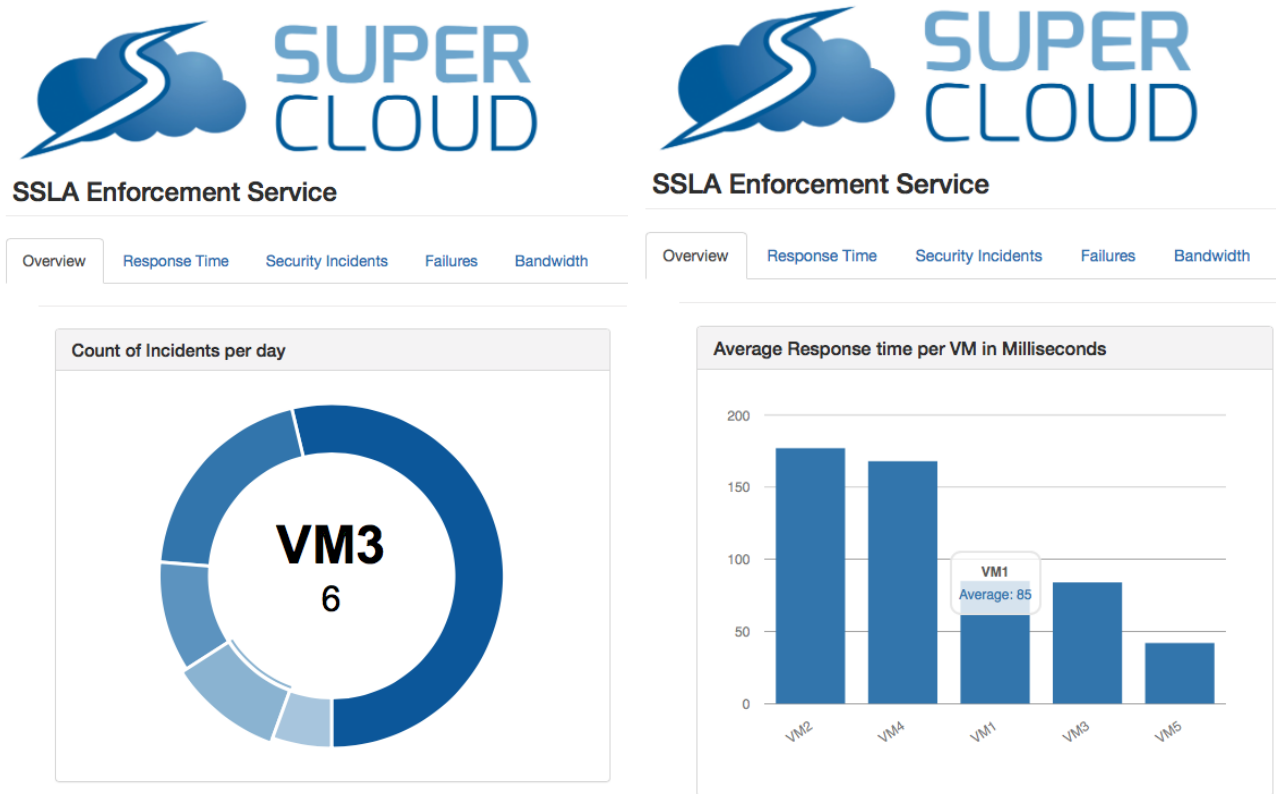 SUPER
CLOUD
SSLA Enforcement Service
Overview Response Time Security Incidents Failures Bandwidth
Count of Incidents per day
VM3
6
SUPER
CLOUD
SSLA Enforcement Service
Overview Response Time Security Incidents Failures Bandwidth
Average Response time per VM in Milliseconds
200
150
100
50
0
VM1
Average: 85
VM2 VM4 VM1 VM3 VM5